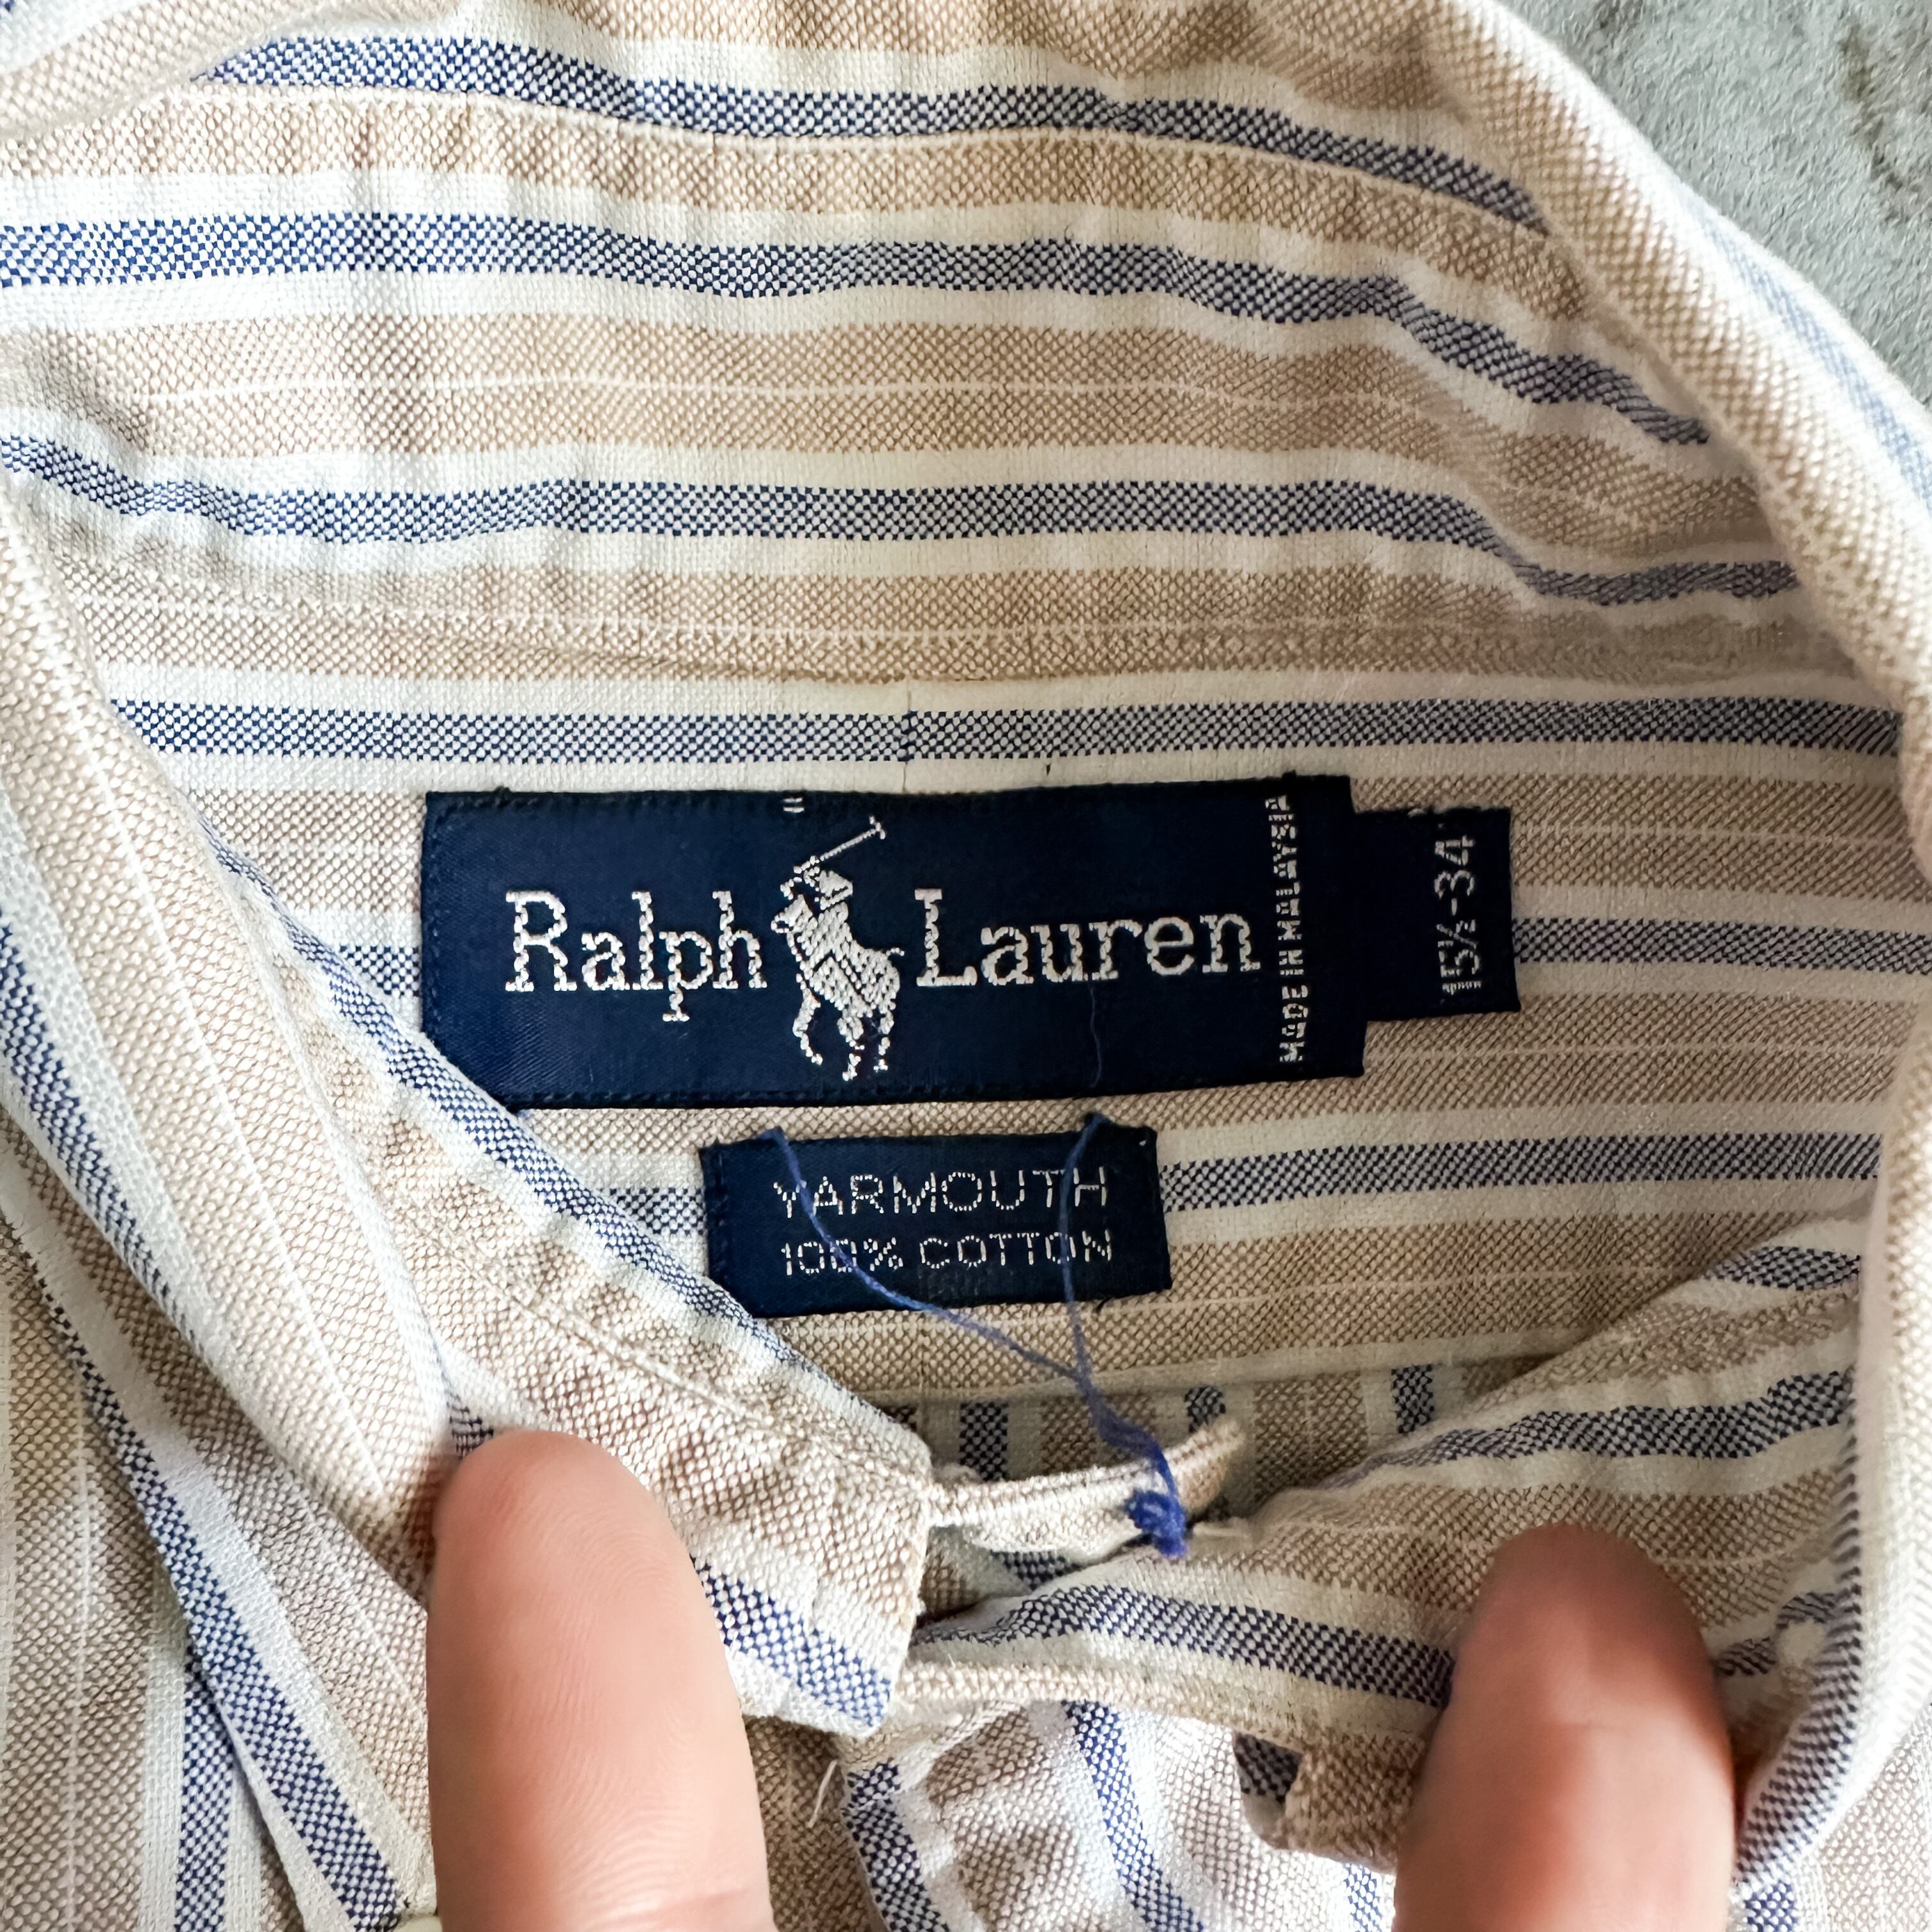 Ralph Lauren
MADE IN MALAYSIA
15½-34
YARMOUTH
100% COTTON